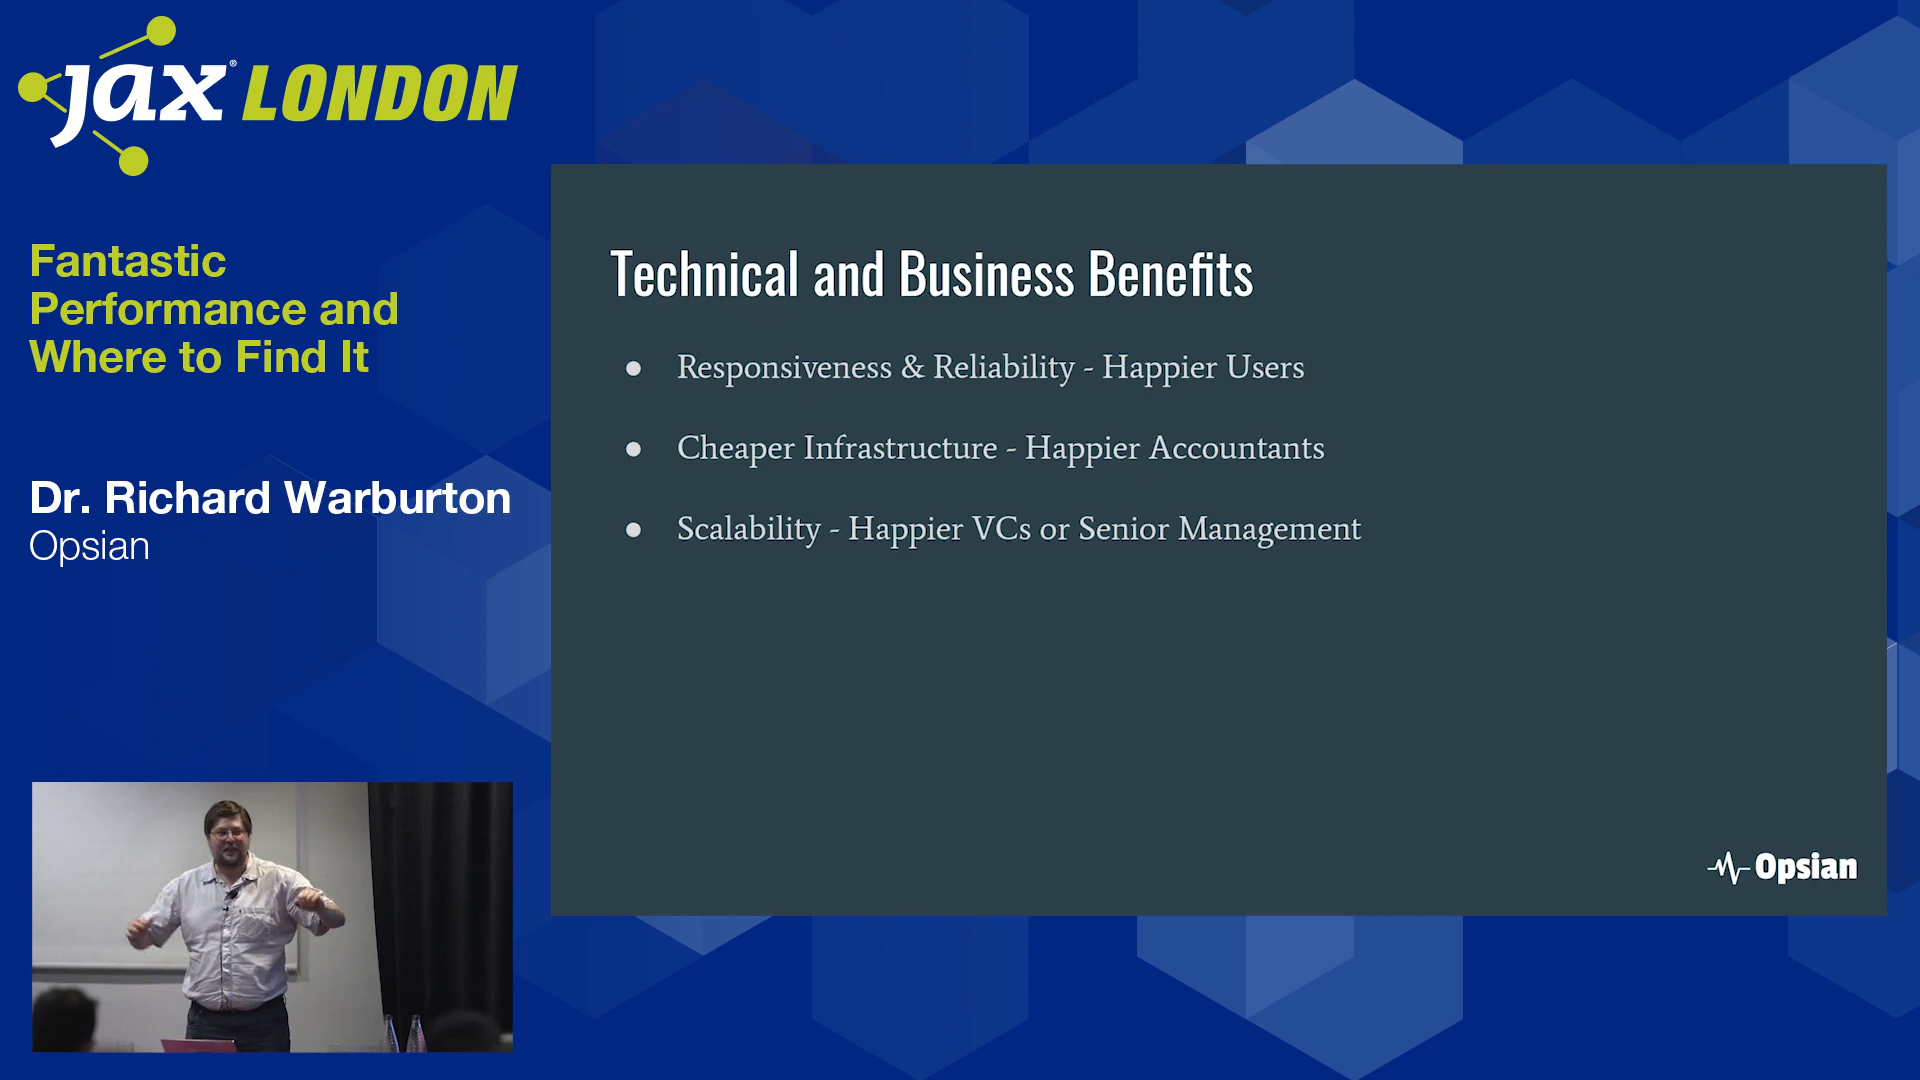 jax® LONDON
Fantastic
Performance and
Where to Find It
Dr. Richard Warburton
Opsian
Technical and Business Benefits
● Responsiveness & Reliability - Happier Users
● Cheaper Infrastructure - Happier Accountants
● Scalability - Happier VCs or Senior Management
Opsian